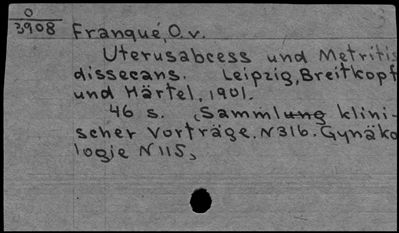 O
3908
Franqué, O. v.
Uterusabcess und Metritis
dissecans. Leipzig, Breitkopf
und Härtel, 1901.
46 s. (Sammlung klini-
scher Vorträge. N316. Gynäko
logie N115)